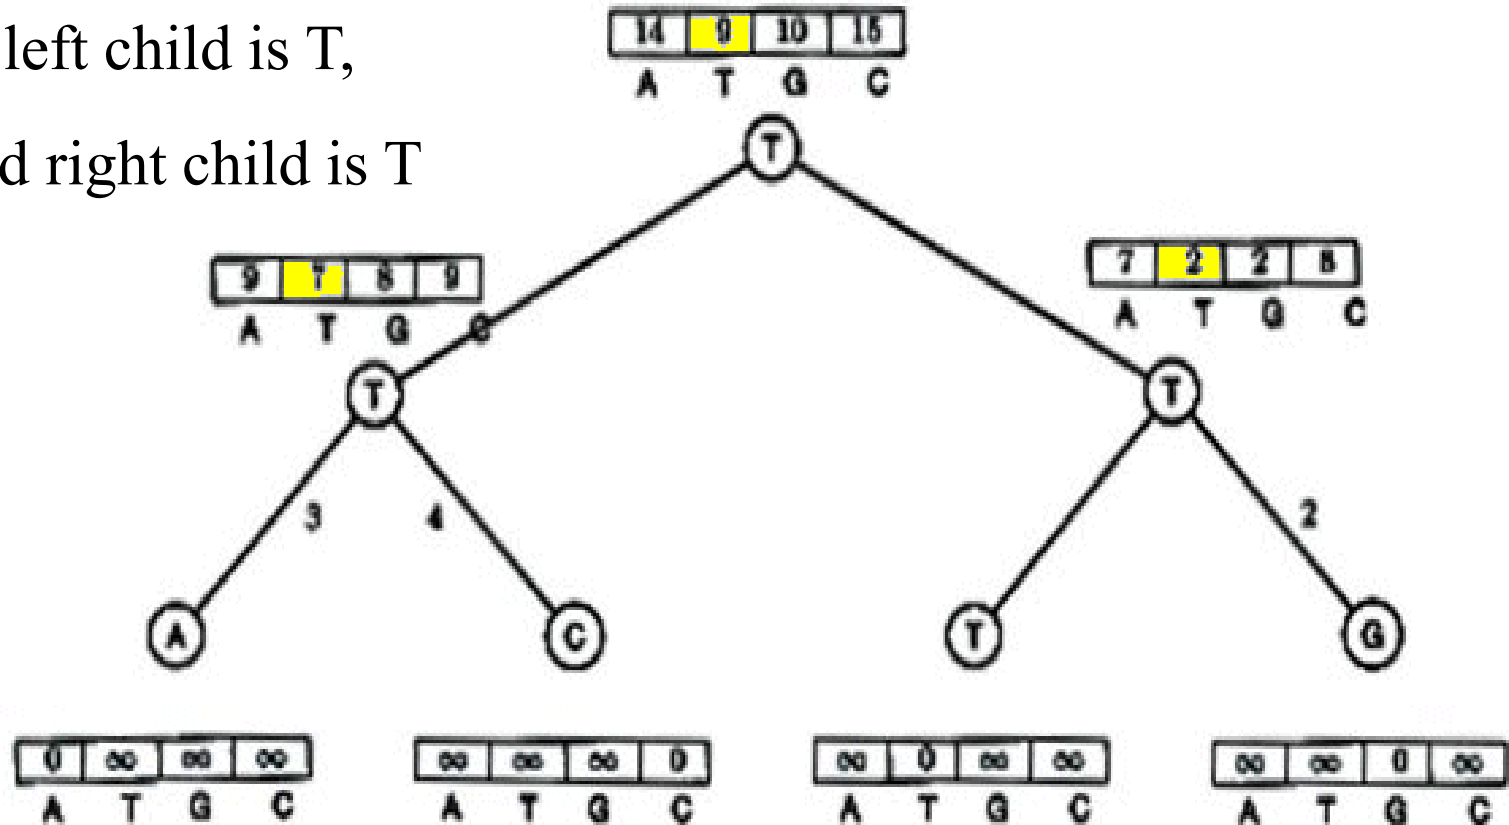 left child is T,
d right child is T
14 9 10 15
A T G C
T
9 7 8 9
A T G C
7 2 2 8
A T G C
T
T
3
4
2
A
C
T
G
0 ∞ ∞ ∞
A T G C
∞ ∞ ∞ 0
A T G C
∞ 0 ∞ ∞
A T G C
∞ ∞ 0 ∞
A T G C